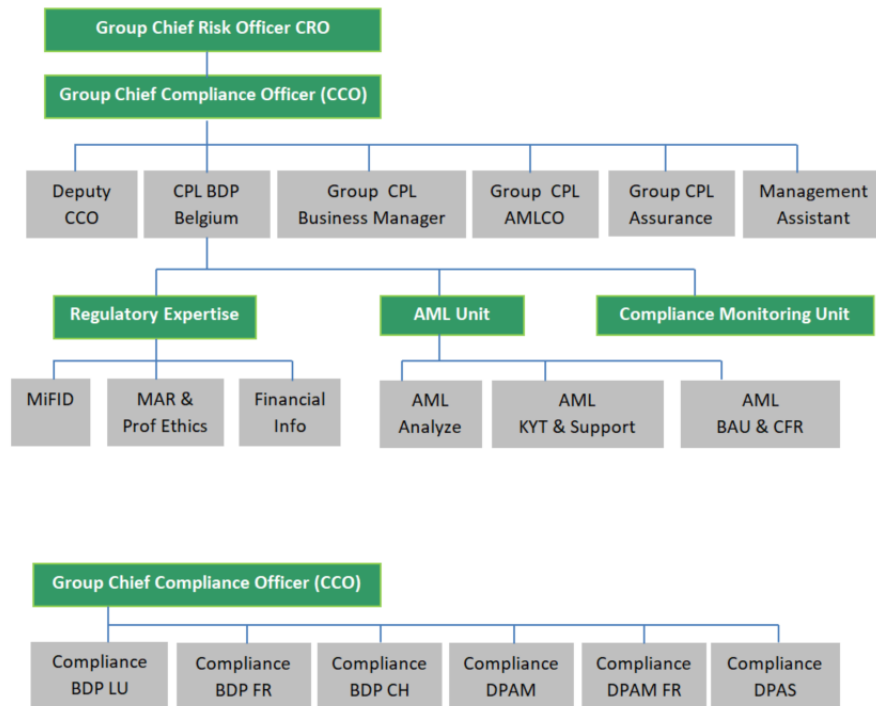 Group Chief Risk Officer CRO
Group Chief Compliance Officer (CCO)
Deputy
CCO
CPL BDP
Belgium
Group CPL
Business Manager
Group CPL
AMLCO
Group CPL
Assurance
Management
Assistant
Regulatory Expertise
AML Unit
Compliance Monitoring Unit
MiFID
MAR &
Prof Ethics
Financial
Info
AML
Analyze
AML
KYT & Support
AML
BAU & CFR
Group Chief Compliance Officer (CCO)
Compliance
BDP LU
Compliance
BDP FR
Compliance
BDP CH
Compliance
DPAM
Compliance
DPAM FR
Compliance
DPAS